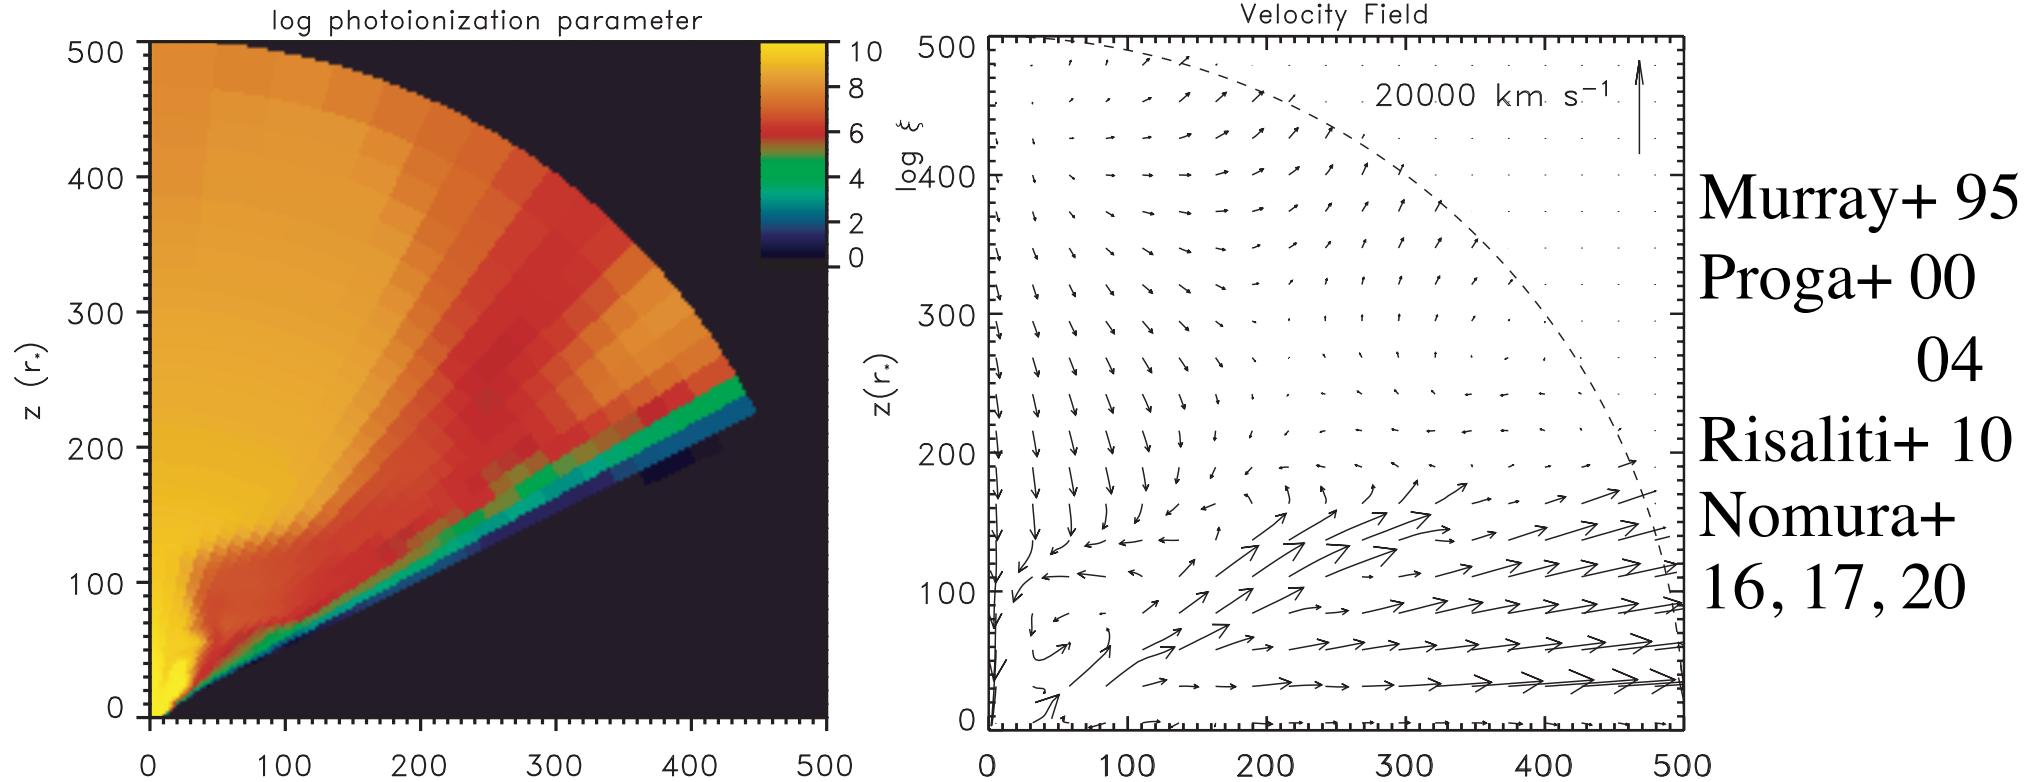 log photoionization parameter
500
400
300
200
100
0
z (r*)
0 100 200 300 400 500
10
8
6
4
2
0
log ξ
Velocity Field
20000 km s⁻¹
500
400
300
200
100
0
z(r*)
0 100 200 300 400 500
Murray+ 95
Proga+ 00
04
Risaliti+ 10
Nomura+
16, 17, 20